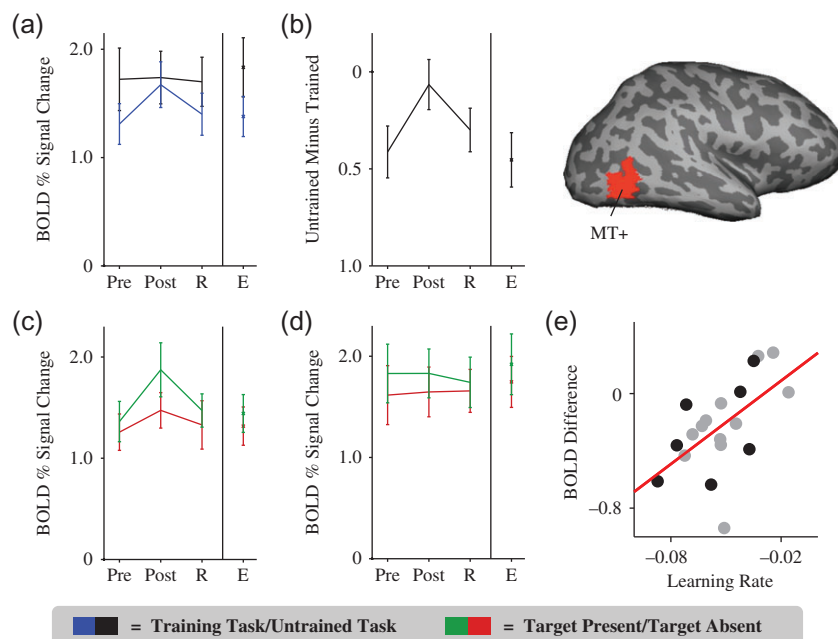 (a)
BOLD % Signal Change
2.0
1.0
0
Pre Post R E
(b)
Untrained Minus Trained
0
0.5
1.0
Pre Post R E
MT+
(c)
BOLD % Signal Change
2.0
1.0
0
Pre Post R E
(d)
BOLD % Signal Change
2.0
1.0
0
Pre Post R E
(e)
BOLD Difference
0
−0.8
−0.08 −0.02
Learning Rate
= Training Task/Untrained Task = Target Present/Target Absent